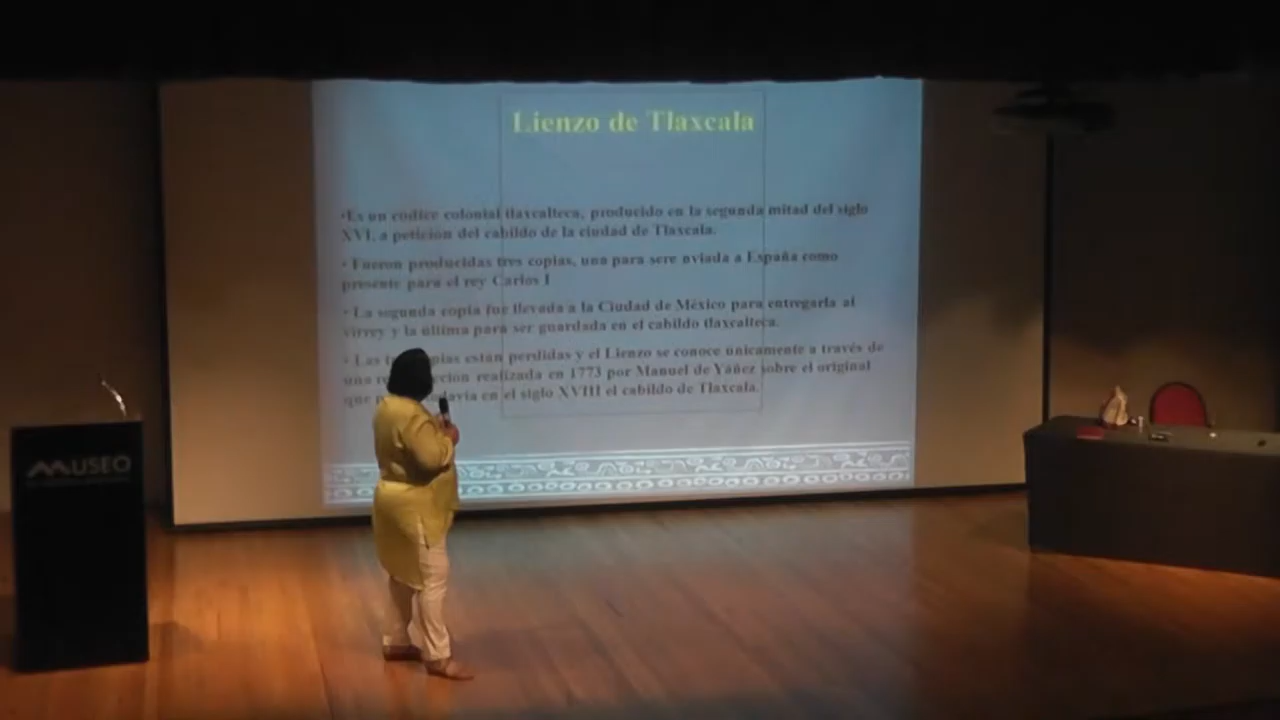 Lienzo de Tlaxcala
•Es un códice colonial tlaxcalteca, producido en la segunda mitad del siglo
XVI, a petición del cabildo de la ciudad de Tlaxcala.
• Fueron producidas tres copias, una para sere nviada a España como
presente para el rey Carlos I
• La segunda copia fue llevada a la Ciudad de México para entregarla al
virrey y la última para ser guardada en el cabildo tlaxcalteca.
• Las están perdidas y el Lienzo se conoce únicamente a través de
una realizada en 1773 por Manuel de Yáñez sobre el original
que en el siglo XVIII el cabildo de Tlaxcala.
MUSEO